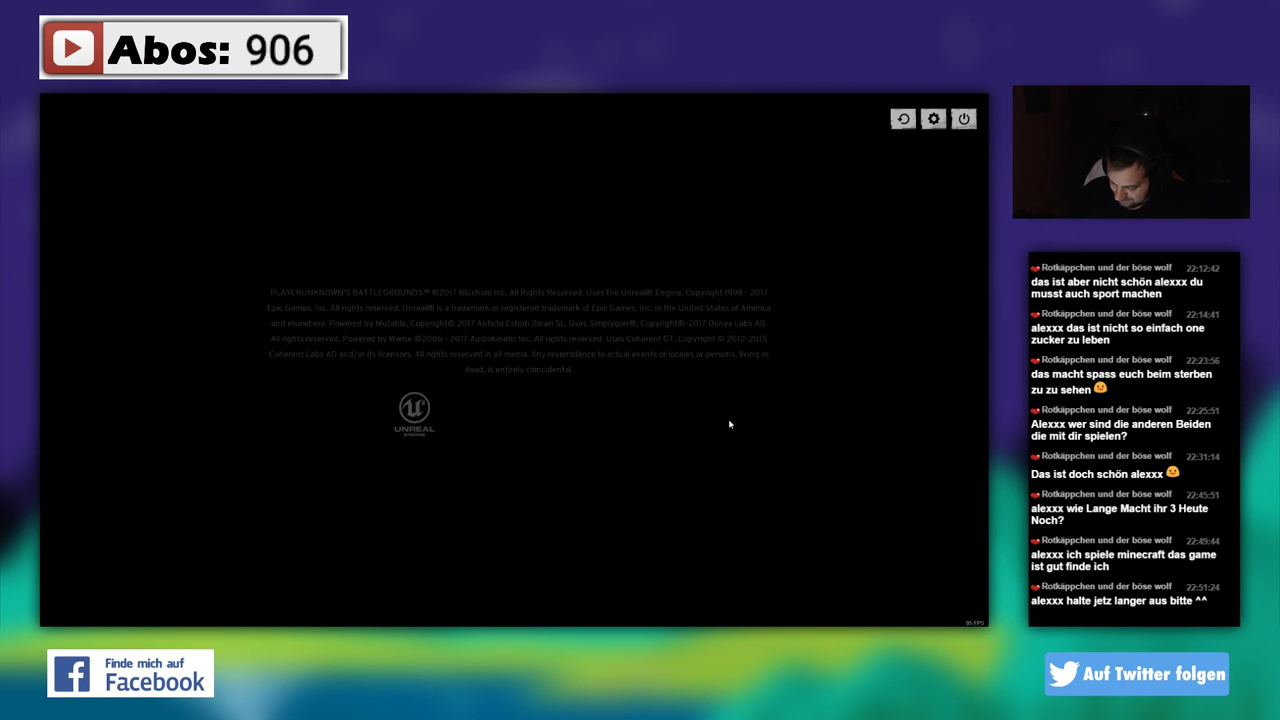 Abos: 906
PLAYERUNKNOWN'S BATTLEGROUNDS™ ©2017 Bluehole Inc. All Rights Reserved. Uses the Unreal® Engine. Copyright 1998 - 2017
Epic Games, Inc. All rights reserved. Unreal® is a trademark or registered trademark of Epic Games, Inc. in the United States of America
and elsewhere. Powered by Mutable, Copyright© 2017 Anticto Estudi Binari SL. Uses Simplygon®, Copyright©-2017 Donya Labs AB.
All rights reserved. Powered by Wwise ©2006 - 2017 Audiokinetic Inc. All rights reserved. Uses Coherent GT, Copyright © 2012-2015
Coherent Labs AD and/or its licensors. All rights reserved in all media. Any resemblance to actual events or locales or persons, living or
dead, is entirely coincidental
UNREAL
ENGINE
95 FPS
Rotkäppchen und der böse wolf 22:12:42
das ist aber nicht schön alexxx du
musst auch sport machen
Rotkäppchen und der böse wolf 22:14:41
alexxx das ist nicht so einfach one
zucker zu leben
Rotkäppchen und der böse wolf 22:23:56
das macht spass euch beim sterben
zu zu sehen
Rotkäppchen und der böse wolf 22:25:51
Alexxx wer sind die anderen Beiden
die mit dir spielen?
Rotkäppchen und der böse wolf 22:31:14
Das ist doch schön alexxx
Rotkäppchen und der böse wolf 22:45:51
alexxx wie Lange Macht ihr 3 Heute
Noch?
Rotkäppchen und der böse wolf 22:49:44
alexxx ich spiele minecraft das game
ist gut finde ich
Rotkäppchen und der böse wolf 22:51:24
alexxx halte jetz langer aus bitte ^^
Finde mich auf
Facebook
Auf Twitter folgen